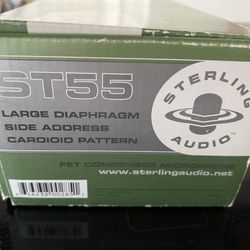 ST55
LARGE DIAPHRAGM
SIDE ADDRESS
CARDIOID PATTERN
STERLING
AUDIO
FET CONDENSER MICROPHONE
www.sterlingaudio.net